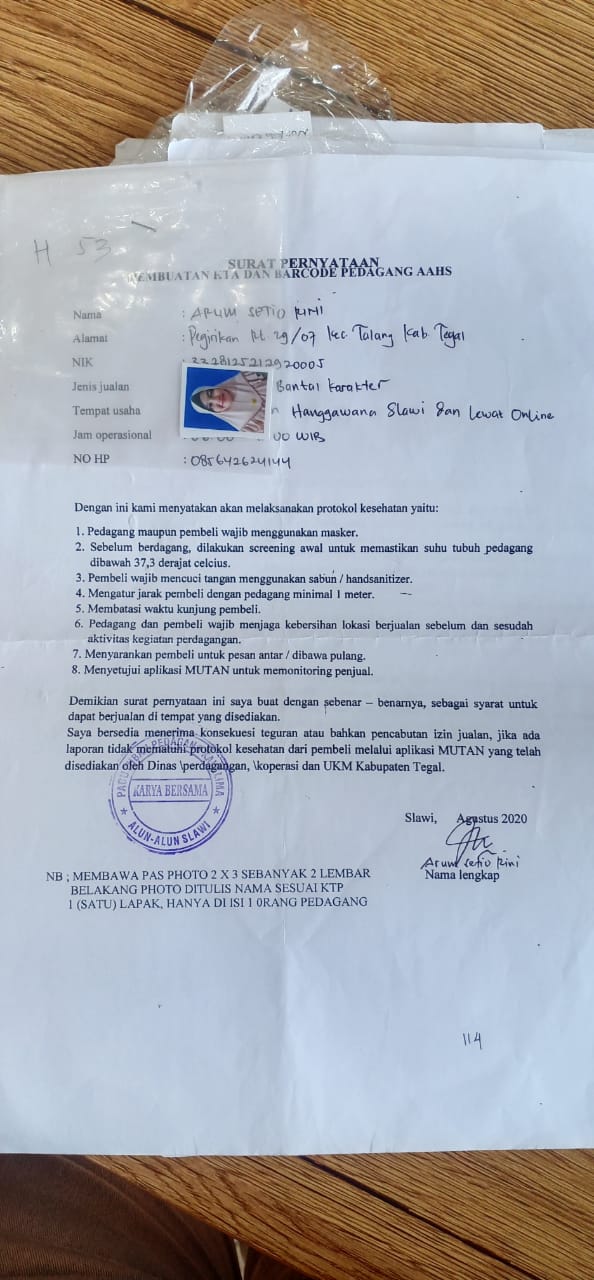 H 53
SURAT PERNYATAAN
PEMBUATAN KTA DAN BARCODE PEDAGANG AAHS
Nama : ARUM SETIO RINI
Alamat : Pegirikan Rt. 29/07 kec. Talang kab. Tegal
NIK : 3328125212920005
Jenis jualan Bantal karakter
Tempat usaha Hanggawana Slawi dan Lewat Online
Jam operasional : 00 WIB
NO HP : 085642624144
Dengan ini kami menyatakan akan melaksanakan protokol kesehatan yaitu:
1. Pedagang maupun pembeli wajib menggunakan masker.
2. Sebelum berdagang, dilakukan screening awal untuk memastikan suhu tubuh pedagang
dibawah 37,3 derajat celcius.
3. Pembeli wajib mencuci tangan menggunakan sabun / handsanitizer.
4. Mengatur jarak pembeli dengan pedagang minimal 1 meter.
5. Membatasi waktu kunjung pembeli.
6. Pedagang dan pembeli wajib menjaga kebersihan lokasi berjualan sebelum dan sesudah
aktivitas kegiatan perdagangan.
7. Menyarankan pembeli untuk pesan antar / dibawa pulang.
8. Menyetujui aplikasi MUTAN untuk memonitoring penjual.
Demikian surat pernyataan ini saya buat dengan sebenar – benarnya, sebagai syarat untuk
dapat berjualan di tempat yang disediakan.
Saya bersedia menerima konsekuesi teguran atau bahkan pencabutan izin jualan, jika ada
laporan tidak mematuhi protokol kesehatan dari pembeli melalui aplikasi MUTAN yang telah
disediakan oleh Dinas \perdagangan, \koperasi dan UKM Kabupaten Tegal.
KARYA BERSAMA
ALUN-ALUN SLAWI
Slawi, Agustus 2020
Arum Setio Rini
Nama lengkap
NB ; MEMBAWA PAS PHOTO 2 X 3 SEBANYAK 2 LEMBAR
BELAKANG PHOTO DITULIS NAMA SESUAI KTP
1 (SATU) LAPAK, HANYA DI ISI 1 0RANG PEDAGANG
114